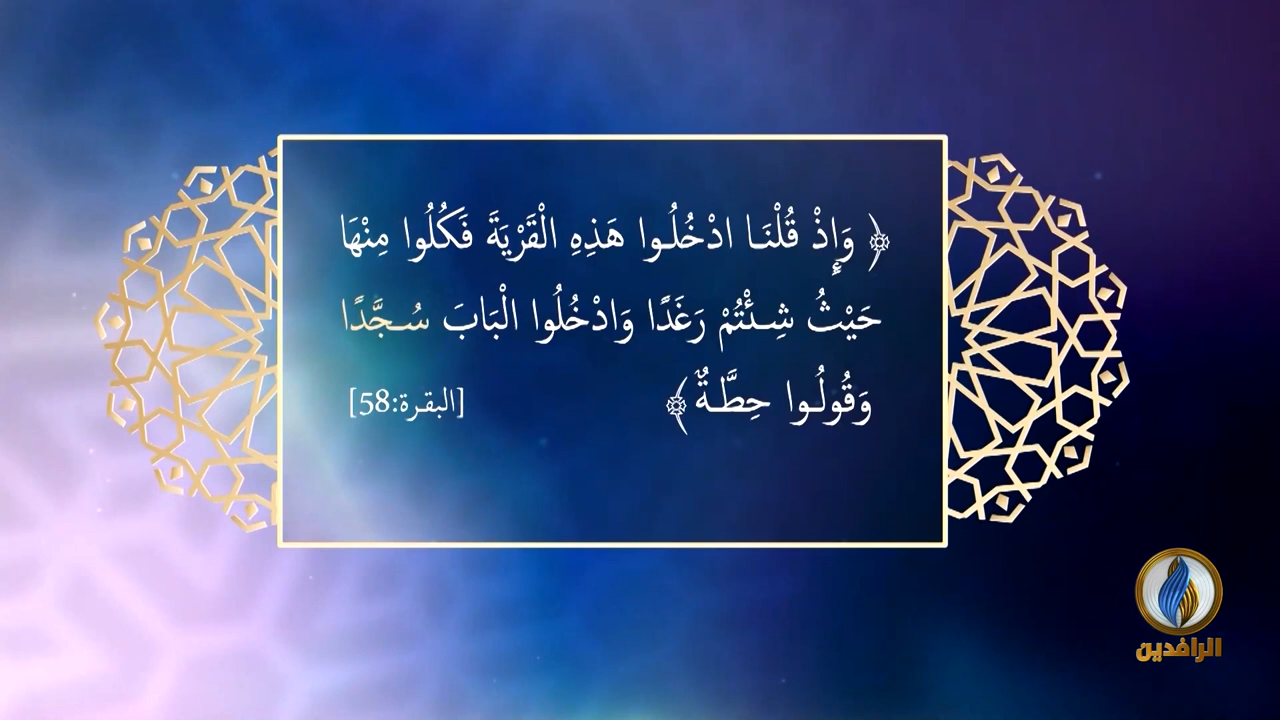 ﴿ وَإِذْ قُلْنَا ادْخُلُوا هَذِهِ الْقَرْيَةَ فَكُلُوا مِنْهَا
حَيْثُ شِئْتُمْ رَغَدًا وَادْخُلُوا الْبَابَ سُجَّدًا
وَقُولُوا حِطَّةٌ ﴾ [البقرة:58]
الرافدين